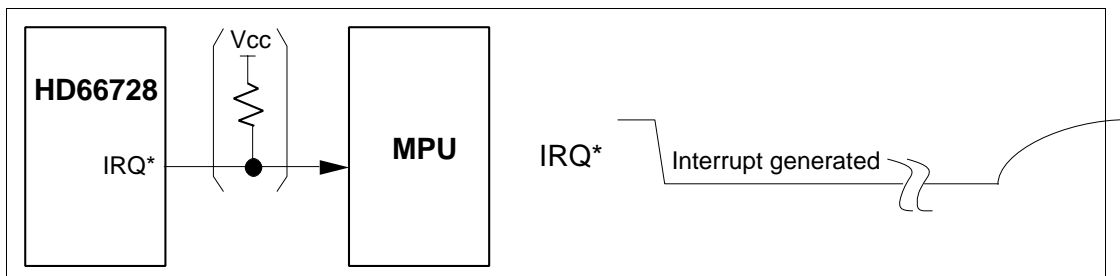 HD66728
IRQ*
Vcc
MPU
IRQ*
Interrupt generated